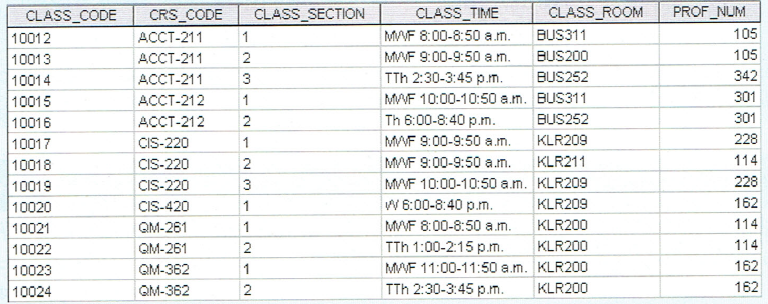 CLASS_CODE CRS_CODE CLASS_SECTION CLASS_TIME CLASS_ROOM PROF_NUM
10012 ACCT-211 1 MWF 8:00-8:50 a.m. BUS311 105
10013 ACCT-211 2 MWF 9:00-9:50 a.m. BUS200 105
10014 ACCT-211 3 TTh 2:30-3:45 p.m. BUS252 342
10015 ACCT-212 1 MWF 10:00-10:50 a.m. BUS311 301
10016 ACCT-212 2 Th 6:00-8:40 p.m. BUS252 301
10017 CIS-220 1 MWF 9:00-9:50 a.m. KLR209 228
10018 CIS-220 2 MWF 9:00-9:50 a.m. KLR211 114
10019 CIS-220 3 MWF 10:00-10:50 a.m. KLR209 228
10020 CIS-420 1 W 6:00-8:40 p.m. KLR209 162
10021 QM-261 1 MWF 8:00-8:50 a.m. KLR200 114
10022 QM-261 2 TTh 1:00-2:15 p.m. KLR200 114
10023 QM-362 1 MWF 11:00-11:50 a.m. KLR200 162
10024 QM-362 2 TTh 2:30-3:45 p.m. KLR200 162